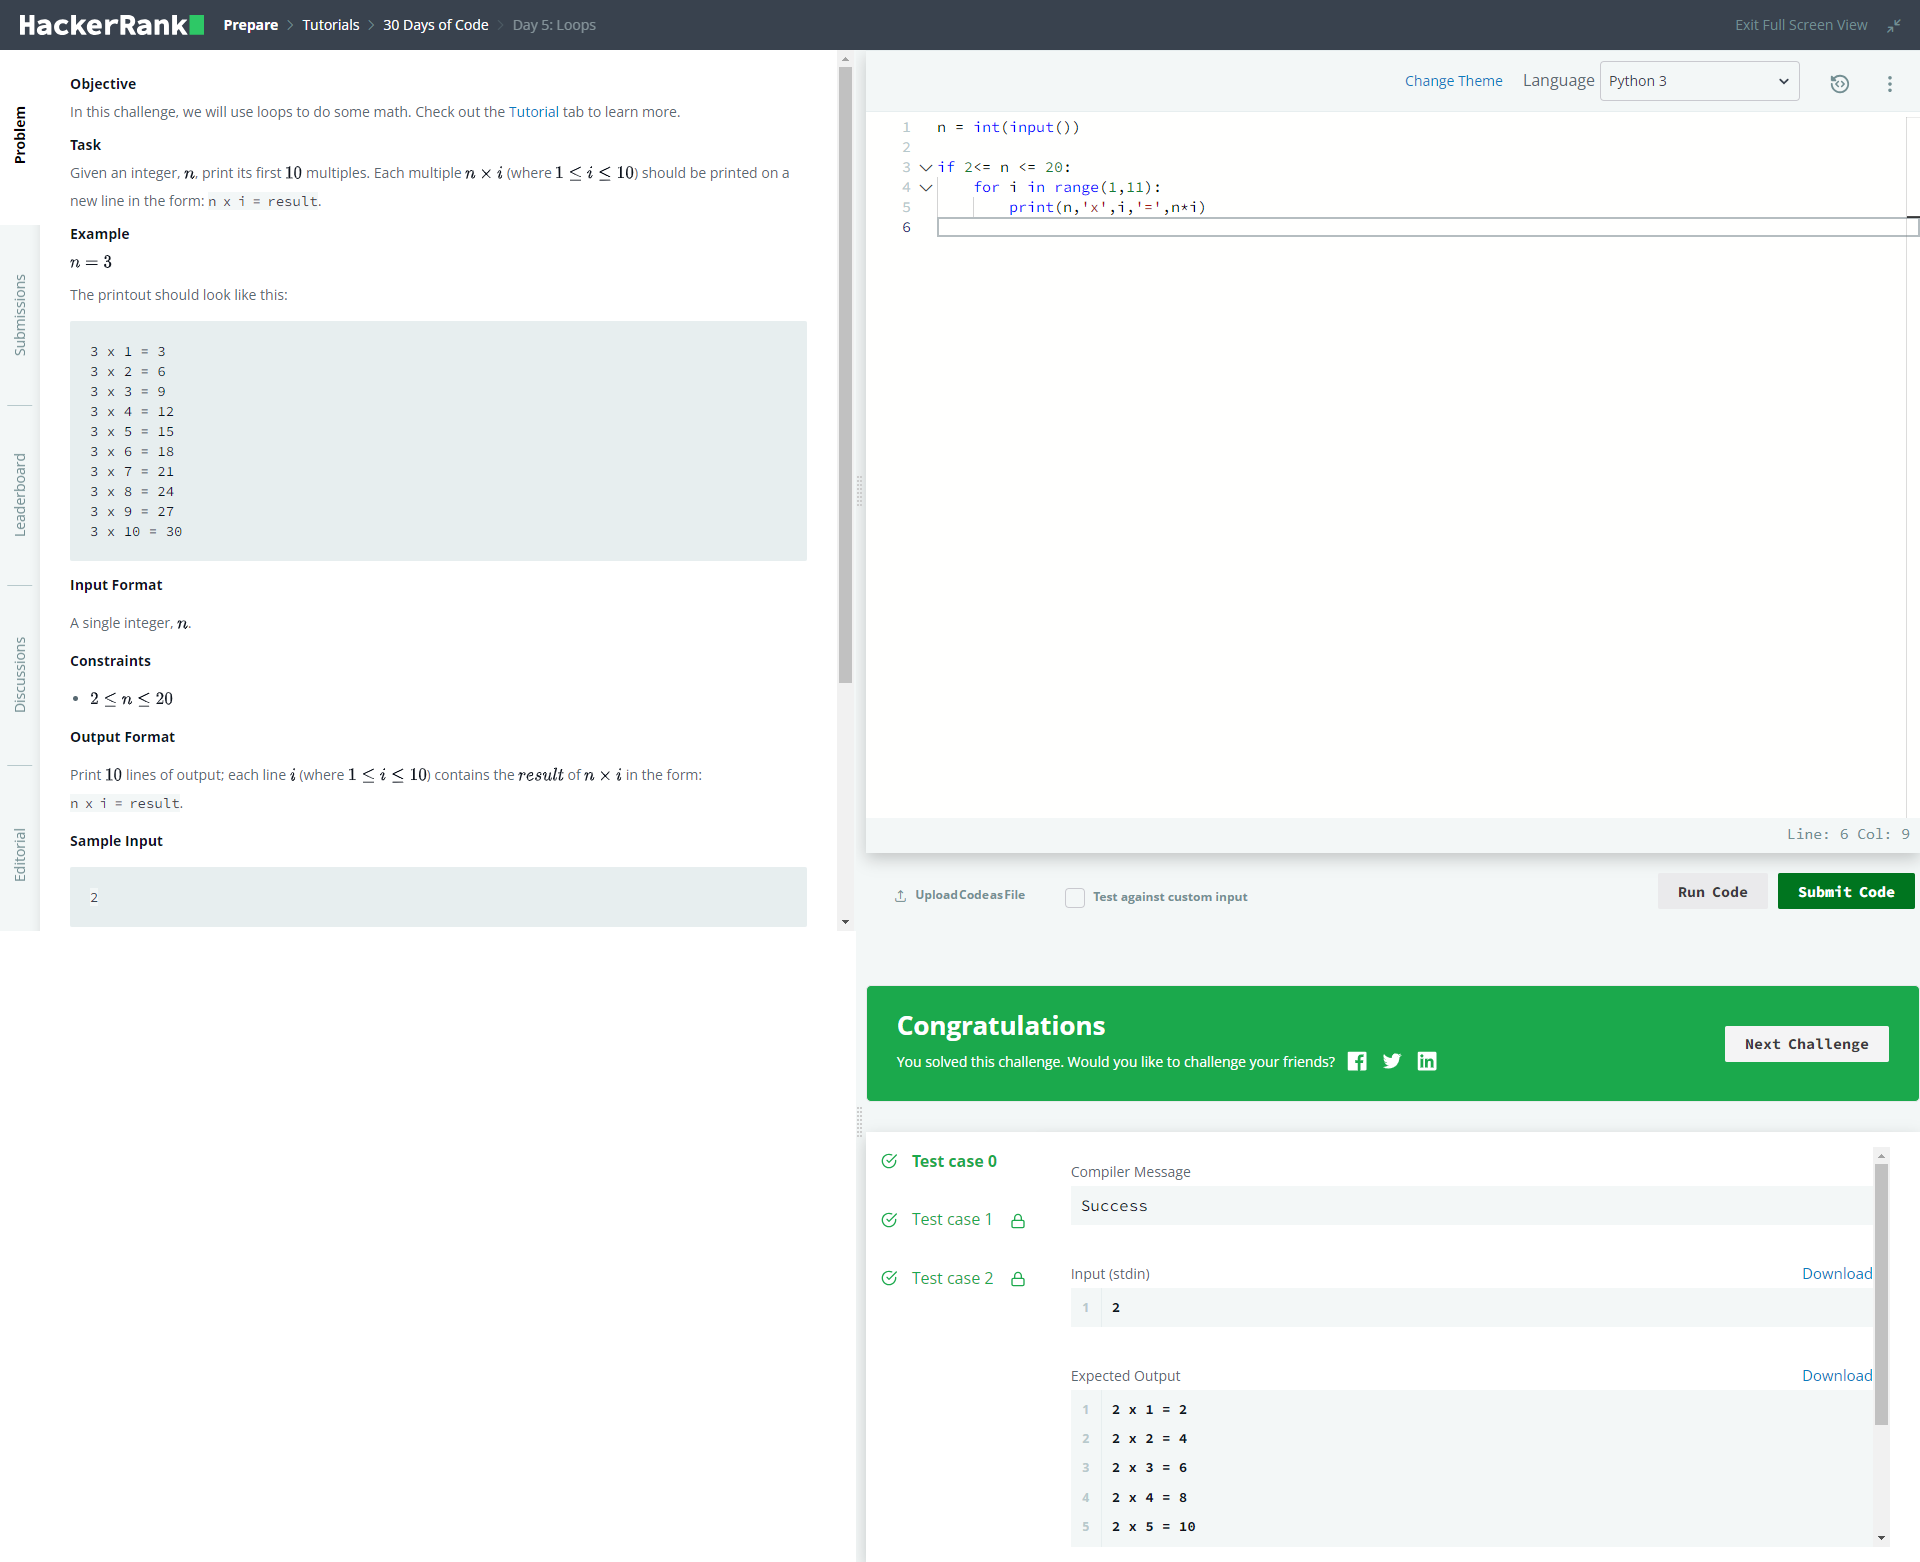 HackerRank Prepare > Tutorials > 30 Days of Code > Day 5: Loops Exit Full Screen View
Problem
Submissions
Leaderboard
Discussions
Editorial
Objective
In this challenge, we will use loops to do some math. Check out the Tutorial tab to learn more.
Task
Given an integer, n, print its first 10 multiples. Each multiple n × i (where 1 ≤ i ≤ 10) should be printed on a
new line in the form: n x i = result.
Example
n = 3
The printout should look like this:
3 x 1 = 3
3 x 2 = 6
3 x 3 = 9
3 x 4 = 12
3 x 5 = 15
3 x 6 = 18
3 x 7 = 21
3 x 8 = 24
3 x 9 = 27
3 x 10 = 30
Input Format
A single integer, n.
Constraints
• 2 ≤ n ≤ 20
Output Format
Print 10 lines of output; each line i (where 1 ≤ i ≤ 10) contains the result of n × i in the form:
n x i = result.
Sample Input
2
Change Theme Language Python 3
1 n = int(input())
2
3 if 2<= n <= 20:
4 for i in range(1,11):
5 print(n,'x',i,'=',n*i)
6
Line: 6 Col: 9
Upload Code as File Test against custom input Run Code Submit Code
Congratulations
You solved this challenge. Would you like to challenge your friends?
Next Challenge
Test case 0
Test case 1
Test case 2
Compiler Message
Success
Input (stdin) Download
1 2
Expected Output Download
1 2 x 1 = 2
2 2 x 2 = 4
3 2 x 3 = 6
4 2 x 4 = 8
5 2 x 5 = 10